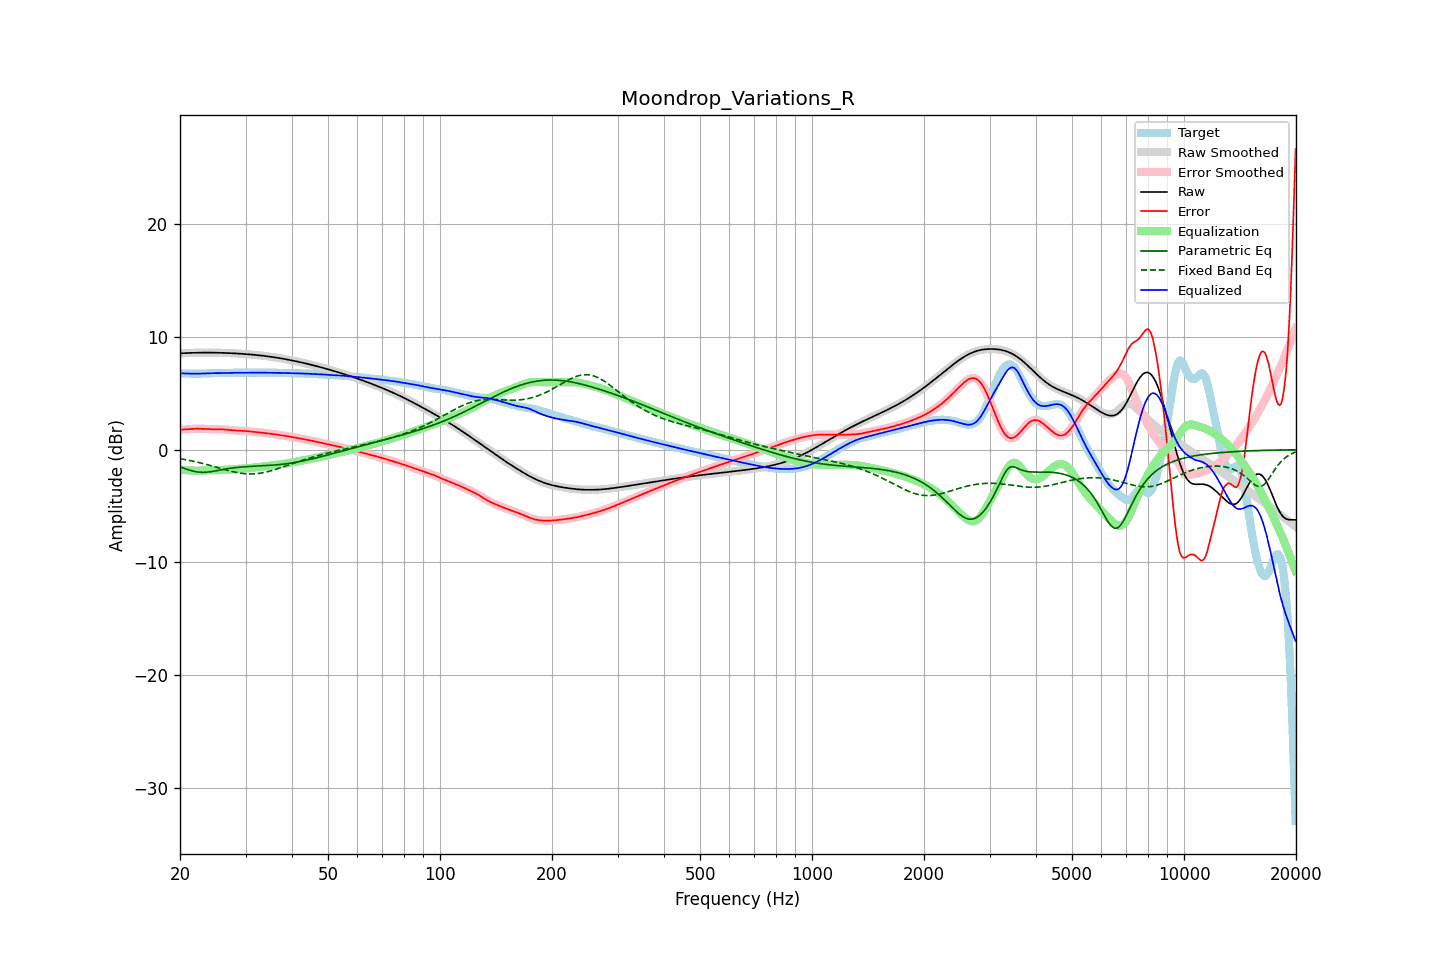 Moondrop_Variations_R
Target
Raw Smoothed
Error Smoothed
Raw
Error
Equalization
Parametric Eq
Fixed Band Eq
Equalized
20
10
0
−10
−20
−30
Amplitude (dBr)
20 50 100 200 500 1000 2000 5000 10000 20000
Frequency (Hz)